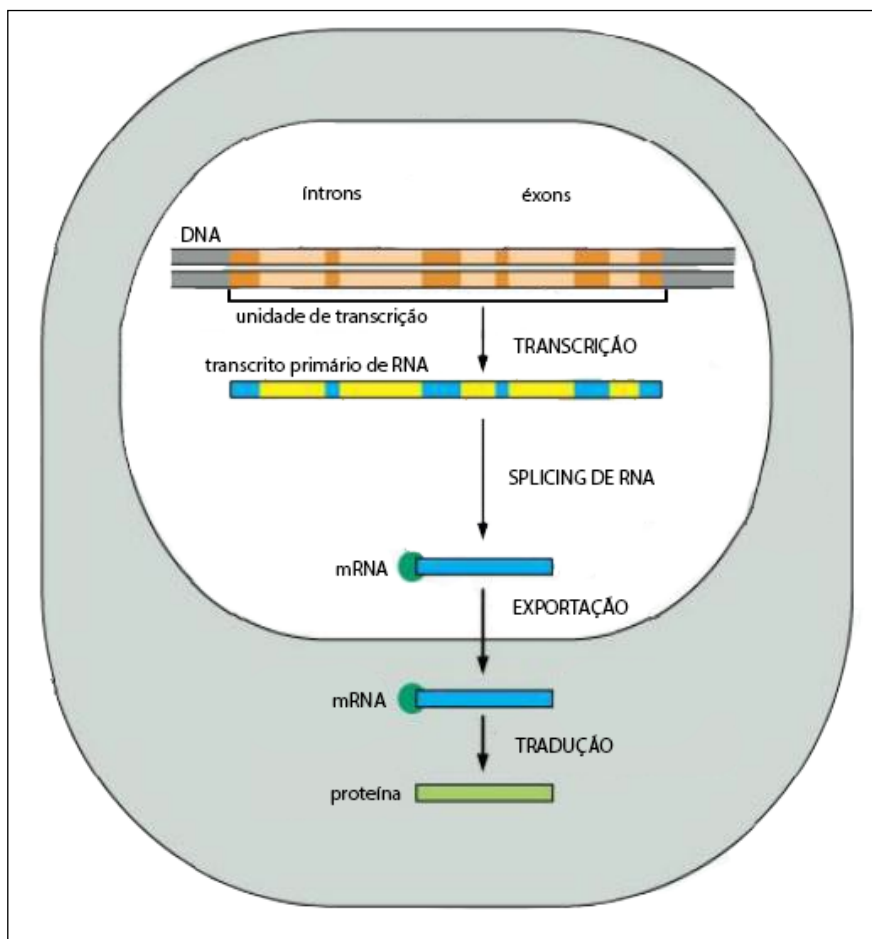 íntrons
éxons
DNA
unidade de transcrição
TRANSCRIÇÃO
transcrito primário de RNA
SPLICING DE RNA
mRNA
EXPORTAÇÃO
mRNA
TRADUÇÃO
proteína